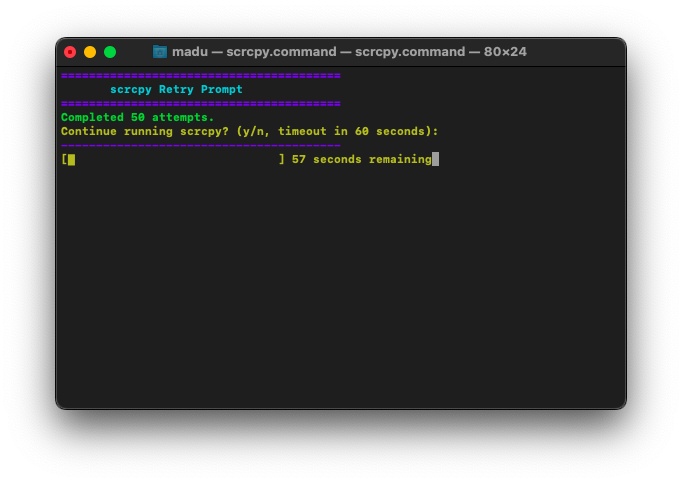 madu — scrcpy.command — scrcpy.command — 80×24
========================================
scrcpy Retry Prompt
========================================
Completed 50 attempts.
Continue running scrcpy? (y/n, timeout in 60 seconds):
----------------------------------------
[▇                             ] 57 seconds remaining